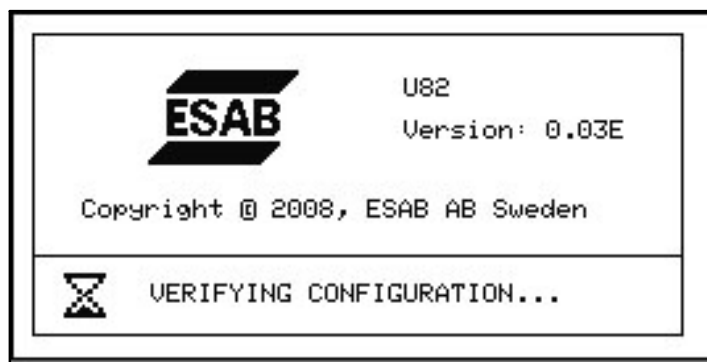 ESAB
U82
Version: 0.03E
Copyright © 2008, ESAB AB Sweden
VERIFYING CONFIGURATION...